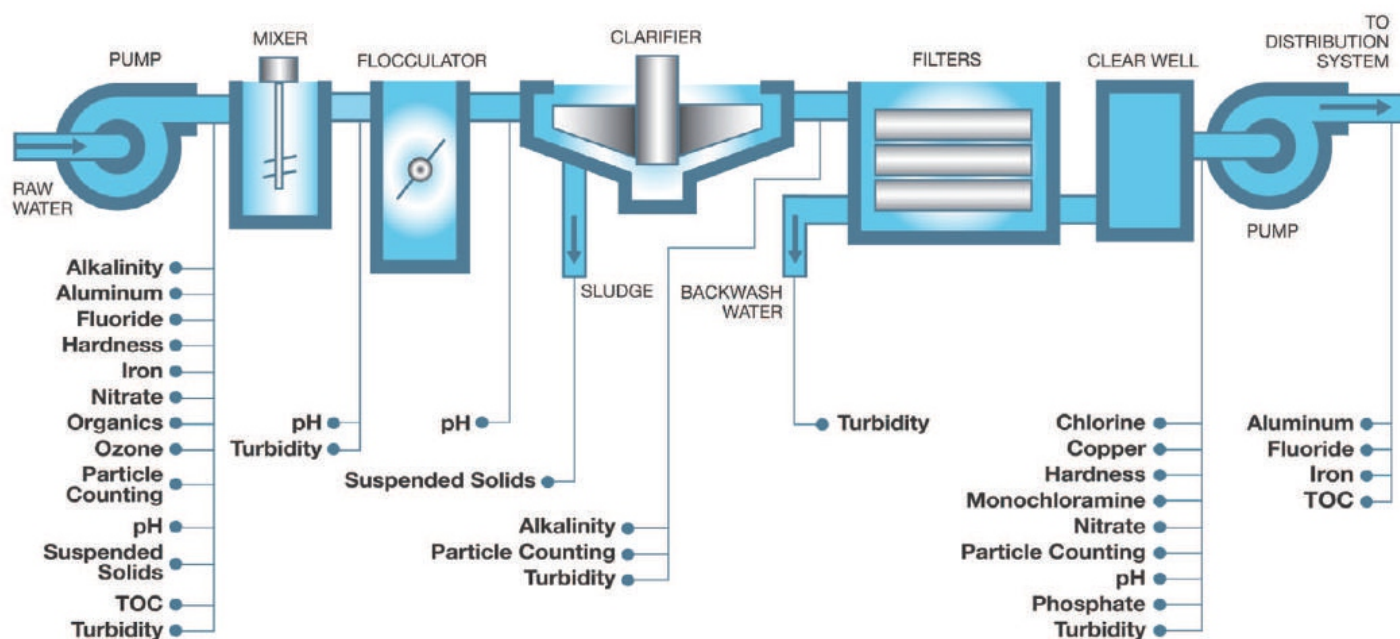 PUMP
MIXER
FLOCCULATOR
CLARIFIER
FILTERS
CLEAR WELL
TO
DISTRIBUTION
SYSTEM
RAW
WATER
SLUDGE
BACKWASH
WATER
PUMP
Alkalinity
Aluminum
Fluoride
Hardness
Iron
Nitrate
Organics
Ozone
Particle
Counting
pH
Suspended
Solids
TOC
Turbidity
pH
Turbidity
pH
Suspended Solids
Alkalinity
Particle Counting
Turbidity
Turbidity
Chlorine
Copper
Hardness
Monochloramine
Nitrate
Particle Counting
pH
Phosphate
Turbidity
Aluminum
Fluoride
Iron
TOC